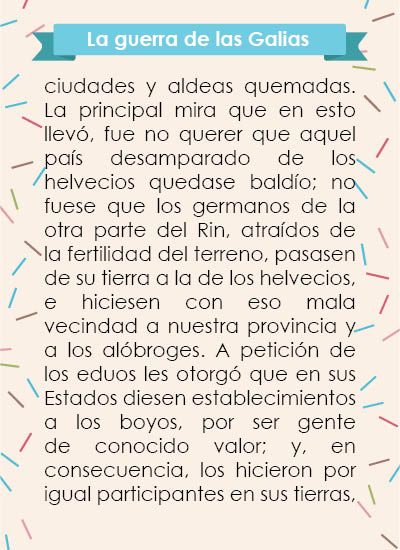 La guerra de las Galias
ciudades y aldeas quemadas.
La principal mira que en esto
llevó, fue no querer que aquel
país desamparado de los
helvecios quedase baldío; no
fuese que los germanos de la
otra parte del Rin, atraídos de
la fertilidad del terreno, pasasen
de su tierra a la de los helvecios,
e hiciesen con eso mala
vecindad a nuestra provincia y
a los alóbroges. A petición de
los eduos les otorgó que en sus
Estados diesen establecimientos
a los boyos, por ser gente
de conocido valor; y, en
consecuencia, los hicieron por
igual participantes en sus tierras,